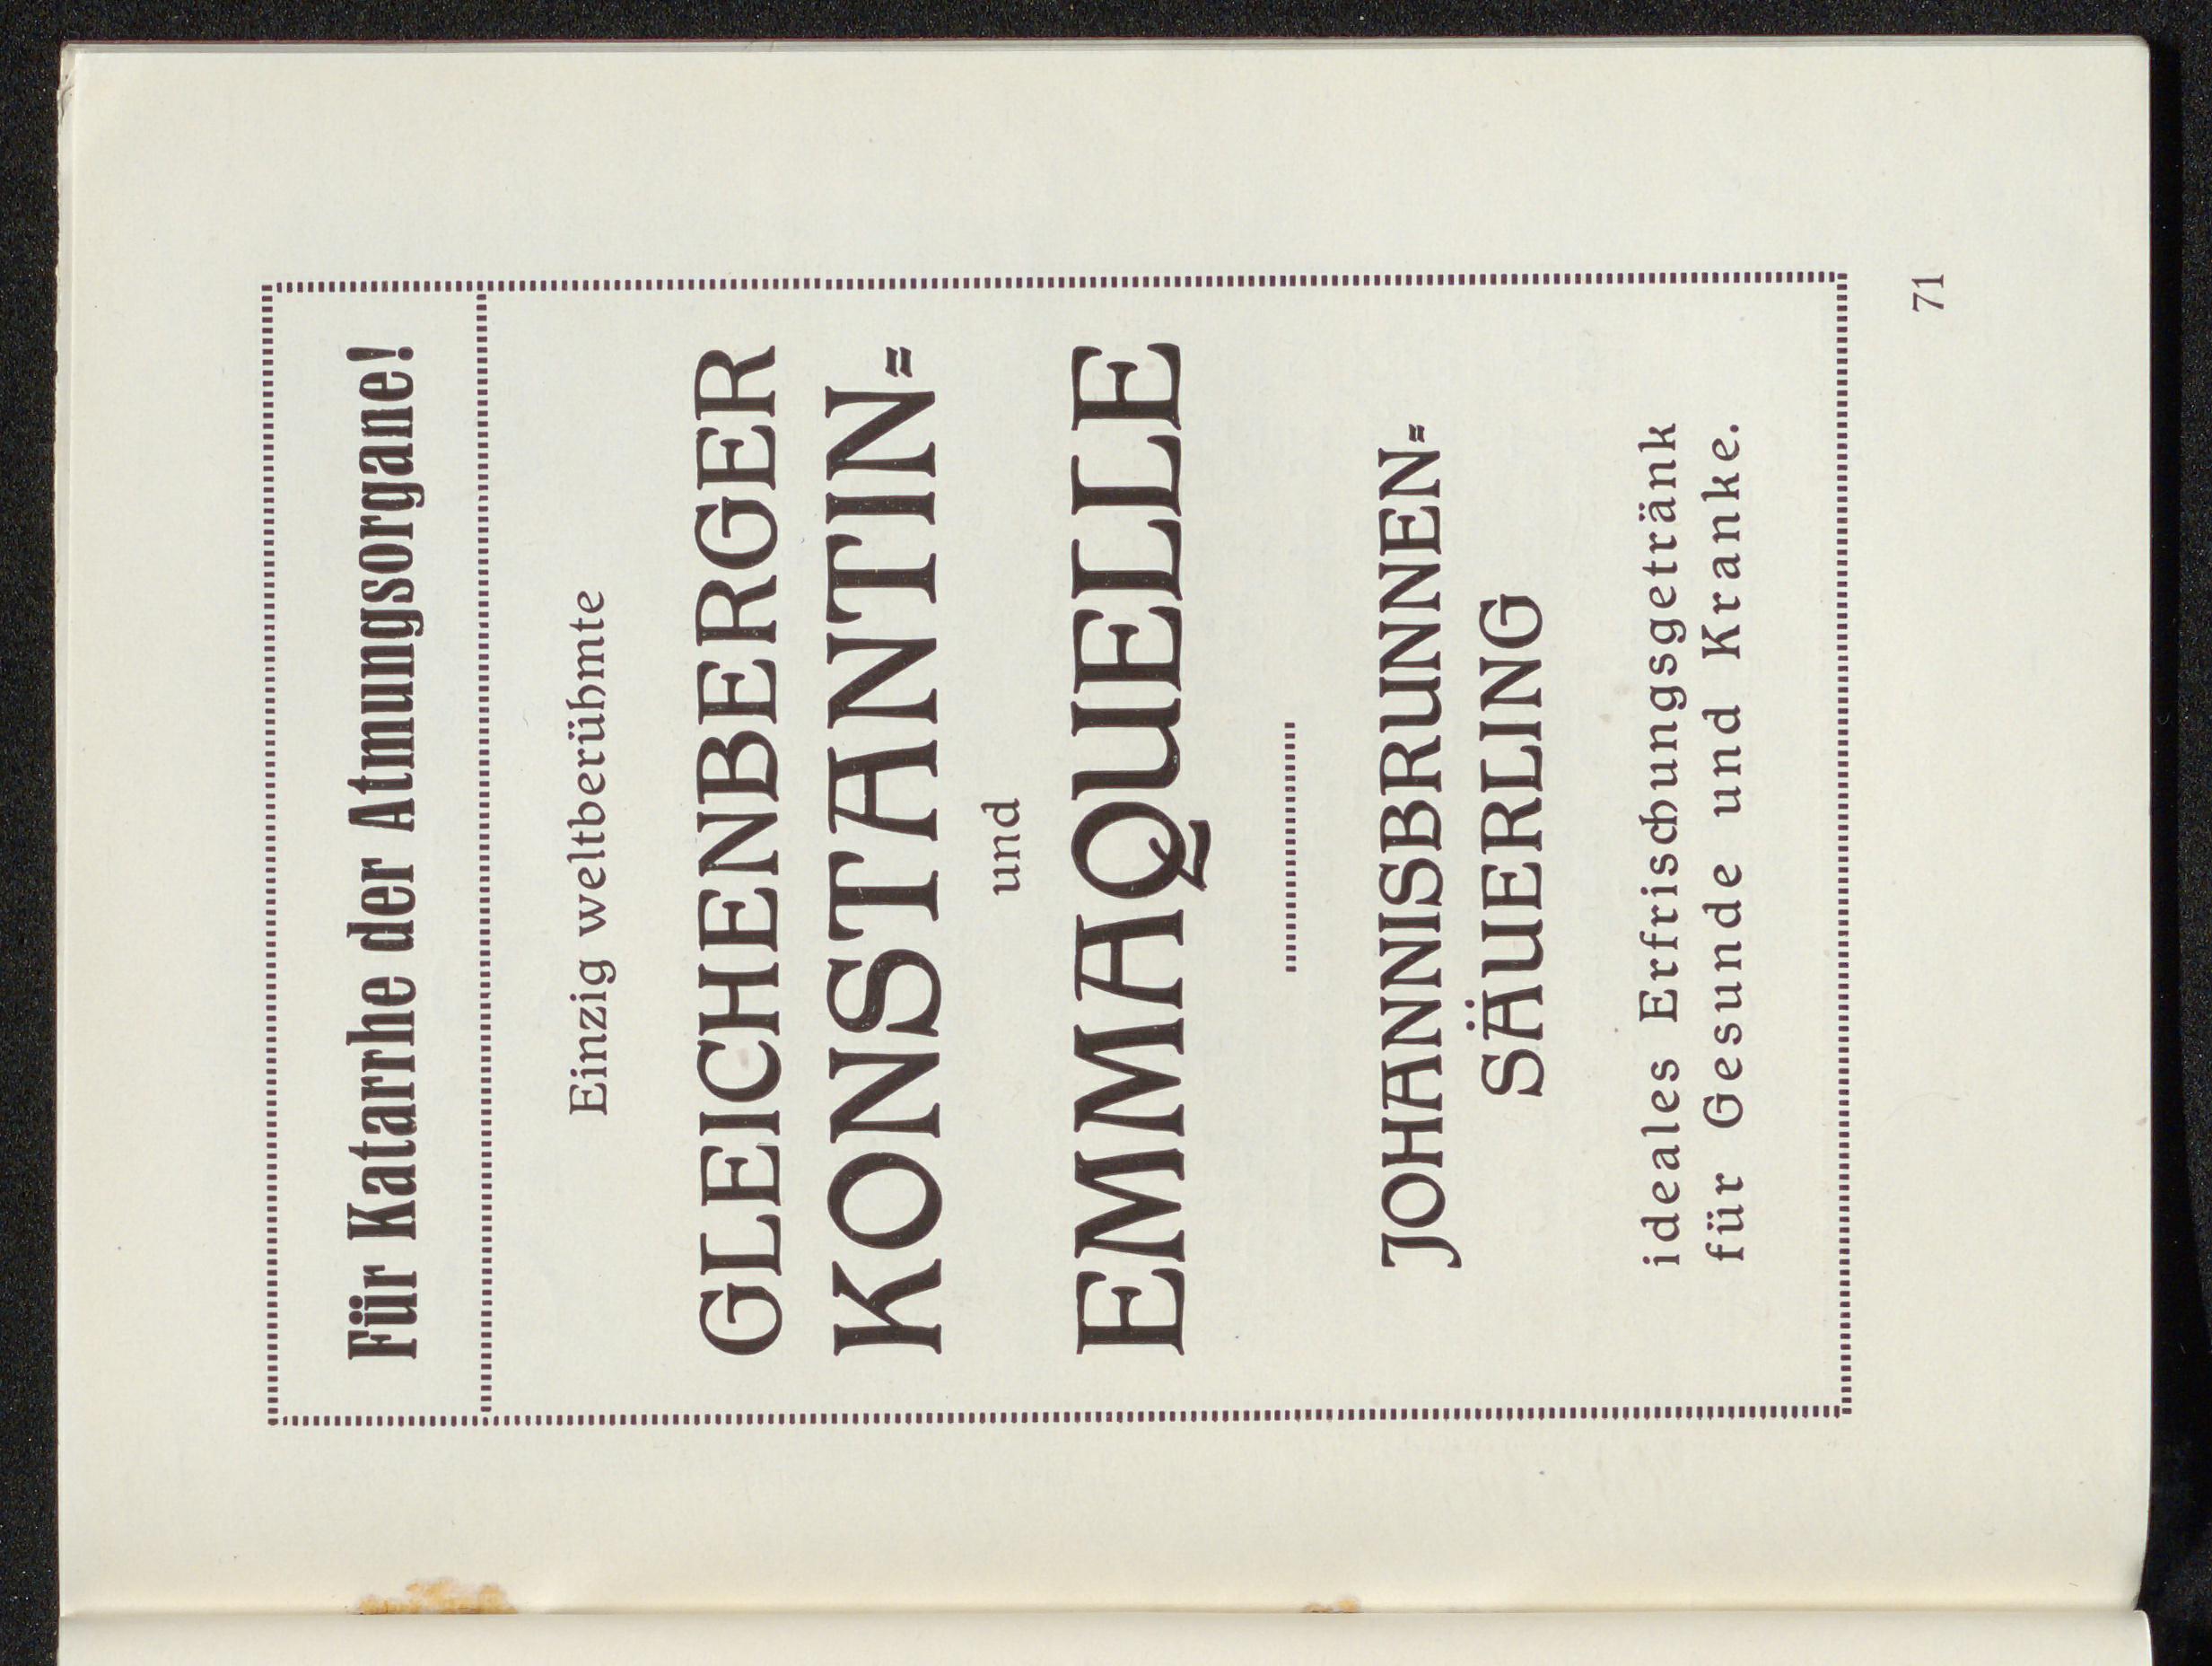 Für Katarrhe der Atmungsorgane!
Einzig weltberühmte
GLEICHENBERGER
KONSTANTIN=
und
EMMAQUELLE
JOHANNISBRUNNEN=
SÄUERLING
ideales Erfrischungsgetränk
für Gesunde und Kranke.
71